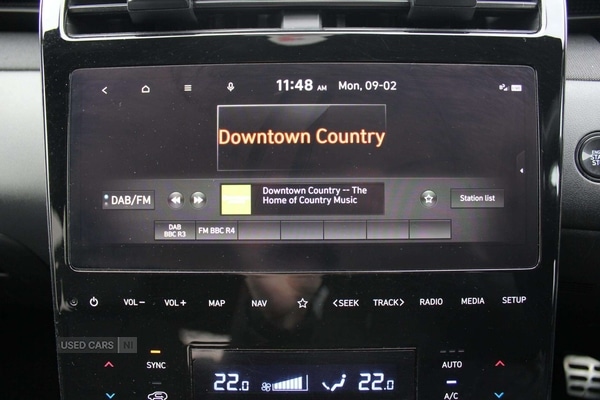 11:48 AM Mon, 09-02
Downtown Country
DAB/FM
Downtown Country -- The
Home of Country Music
Station list
DAB
BBC R3
FM BBC R4
VOL− VOL+ MAP NAV <SEEK TRACK> RADIO MEDIA SETUP
USED CARS NI
SYNC
AUTO
22.0 22.0
A/C
START
STOP